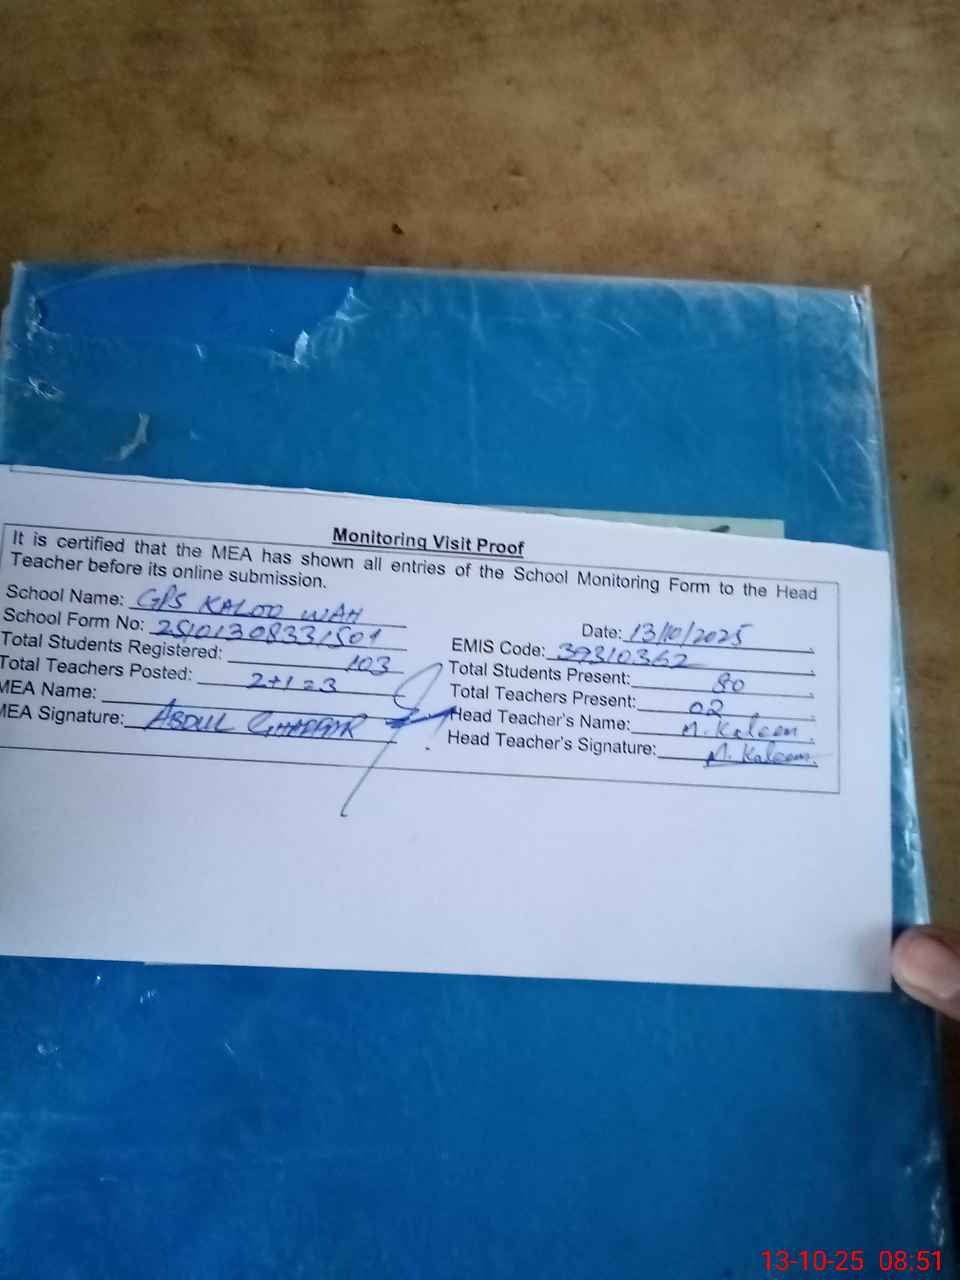 Monitoring Visit Proof
It is certified that the MEA has shown all entries of the School Monitoring Form to the Head
Teacher before its online submission.
School Name: GPS KALOO WAH
Date: 13/10/2025
School Form No: 25101308331501
EMIS Code: 39310362
Total Students Registered: 103
Total Students Present: 80
Total Teachers Posted: 2+1=3
Total Teachers Present: 02
MEA Name:
Head Teacher's Name: M. Kaleem.
MEA Signature: ABDUL GHAFFAR
Head Teacher's Signature: M. Kaleem.
13-10-25 08:51